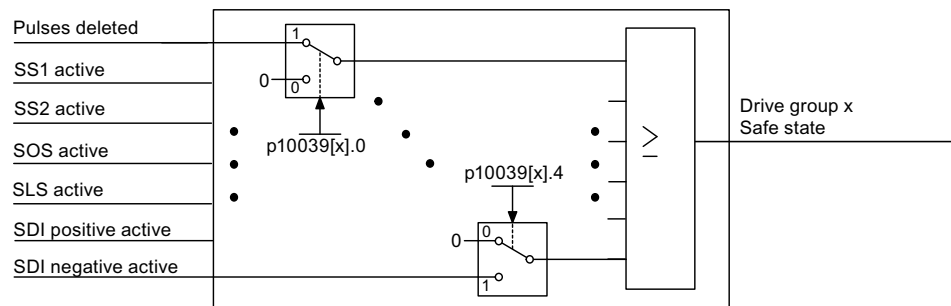 Pulses deleted
SS1 active
SS2 active
SOS active
SLS active
SDI positive active
SDI negative active
1
0
0
p10039[x].0
p10039[x].4
0
0
1
≥
Drive group x
Safe state